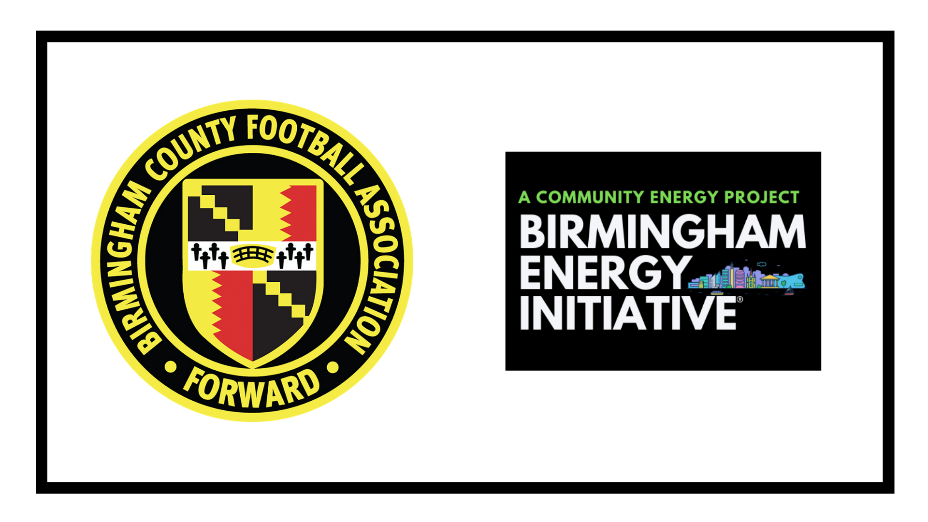 BIRMINGHAM COUNTY FOOTBALL ASSOCIATION
• FORWARD •
A COMMUNITY ENERGY PROJECT
BIRMINGHAM
ENERGY
INITIATIVE®